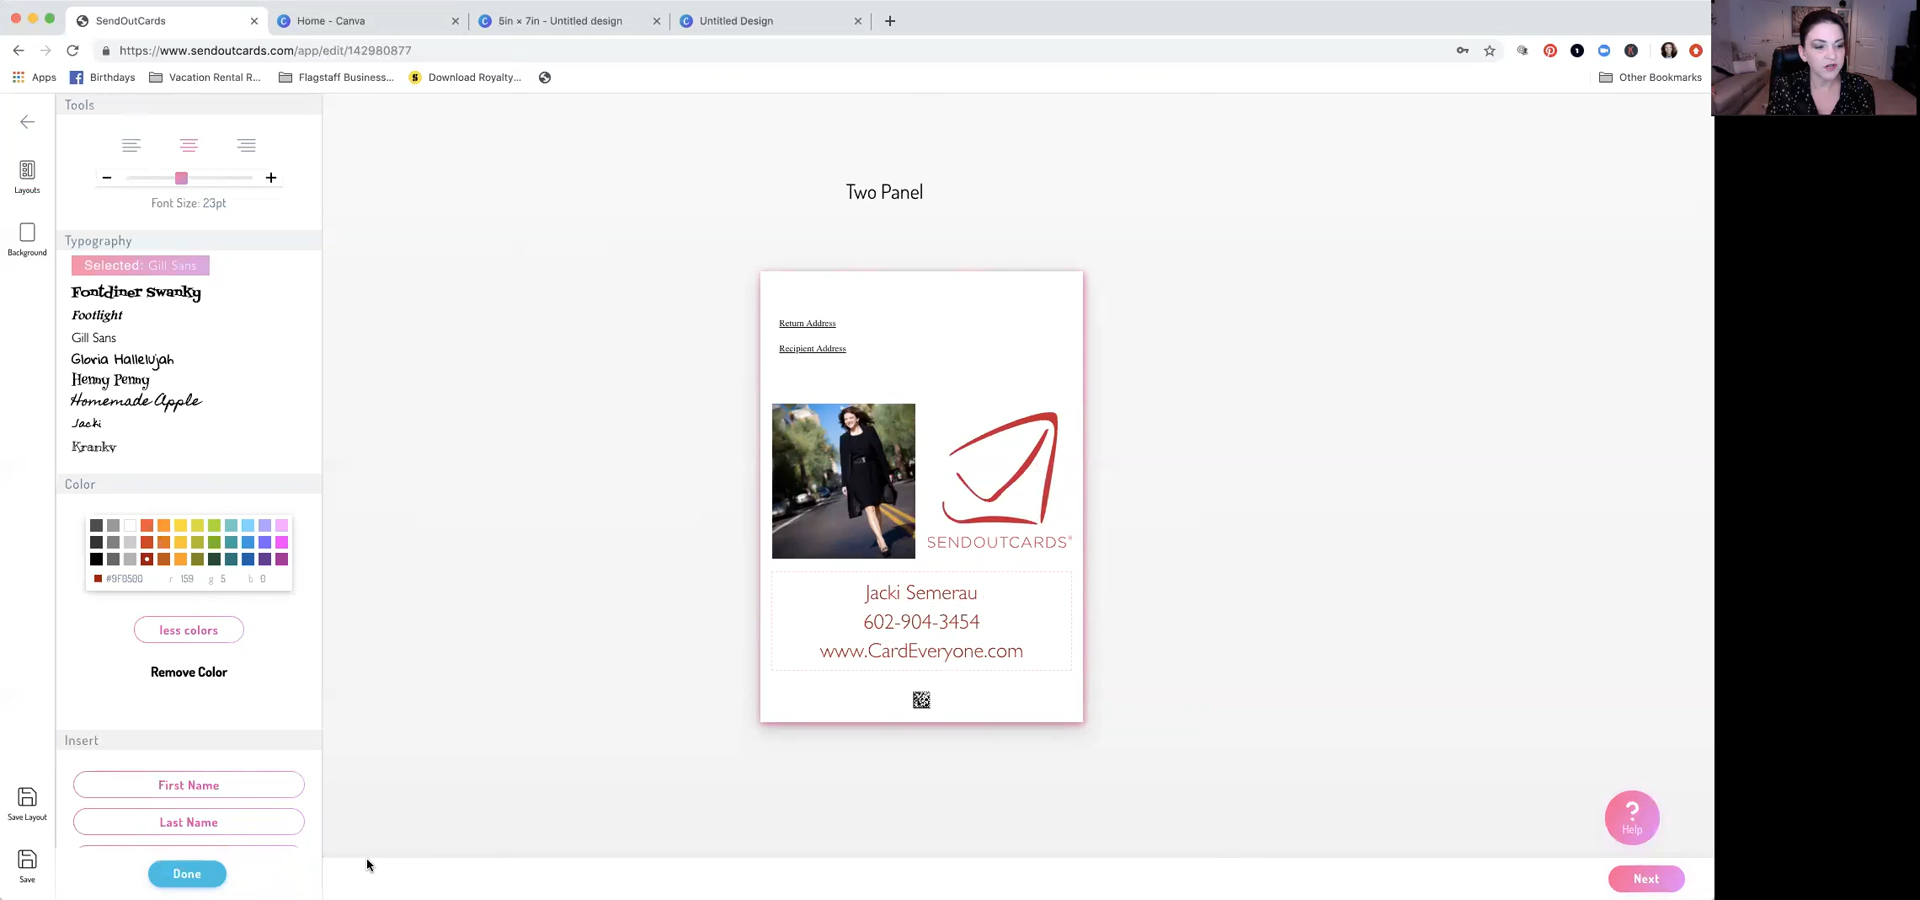 SendOutCards
Home - Canva
5in × 7in - Untitled design
Untitled Design
https://www.sendoutcards.com/app/edit/142980877
Apps
Birthdays
Vacation Rental R...
Flagstaff Business...
Download Royalty...
Other Bookmarks
Tools
Layouts
Background
Font Size: 23pt
Typography
Selected: Gill Sans
Fontdiner Swanky
Footlight
Gill Sans
Gloria Hallelujah
Henny Penny
Homemade Apple
Jacki
Kranky
Color
#9F0500 r 159 g 5 b 0
less colors
Remove Color
Insert
First Name
Last Name
Save Layout
Save
Done
Two Panel
Return Address
Recipient Address
SENDOUTCARDS®
Jacki Semerau
602-904-3454
www.CardEveryone.com
?
Help
Next